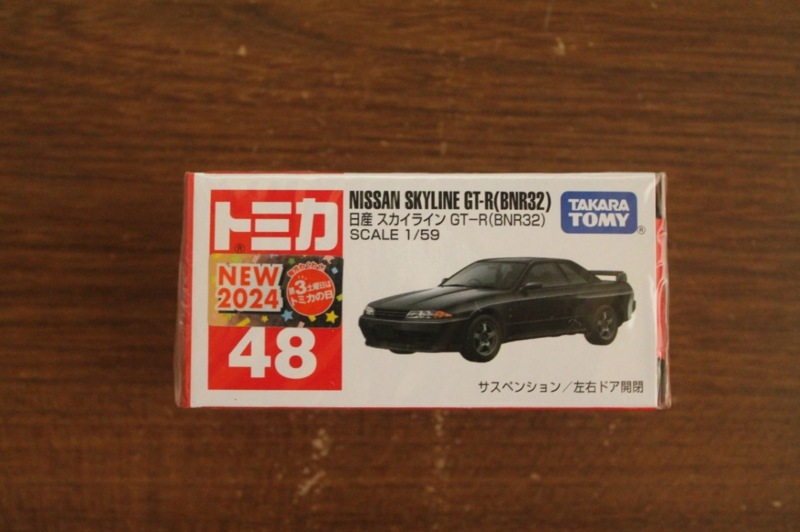 トミカ
®
NISSAN SKYLINE GT-R(BNR32)
日産 スカイライン GT-R(BNR32)
SCALE 1/59
TAKARA
TOMY
®
NEW
2024
第3土曜日は
トミカの日
48
サスペンション/左右ドア開閉